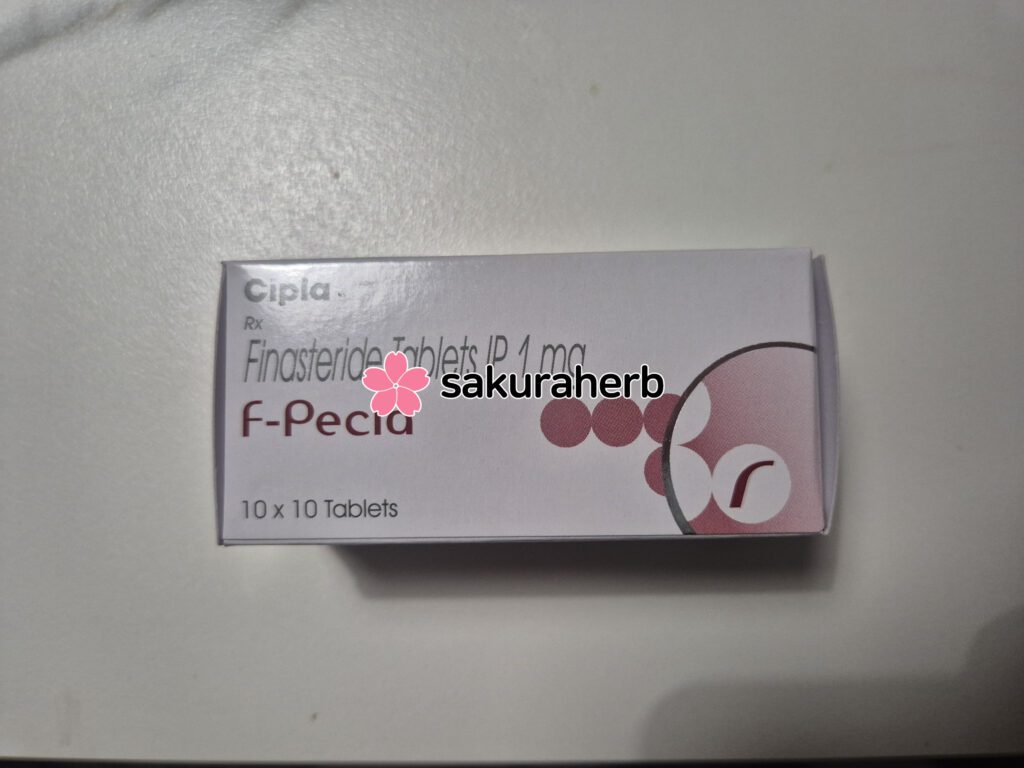 Cipla
Rx
Finasteride Tablets IP 1 mg
sakuraherb
F-Pecia
10 x 10 Tablets